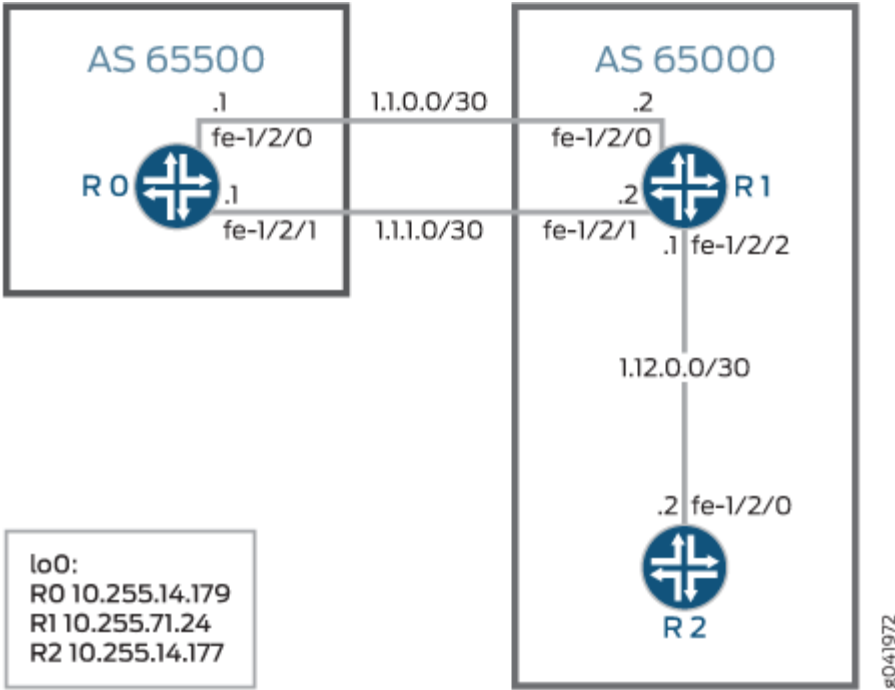 AS 65500
AS 65000
.1
1.1.0.0/30
.2
fe-1/2/0
fe-1/2/0
R 0
.1
.2
R 1
fe-1/2/1
1.1.1.0/30
fe-1/2/1
.1
fe-1/2/2
1.12.0.0/30
.2
fe-1/2/0
R 2
lo0:
R0 10.255.14.179
R1 10.255.71.24
R2 10.255.14.177
g041972